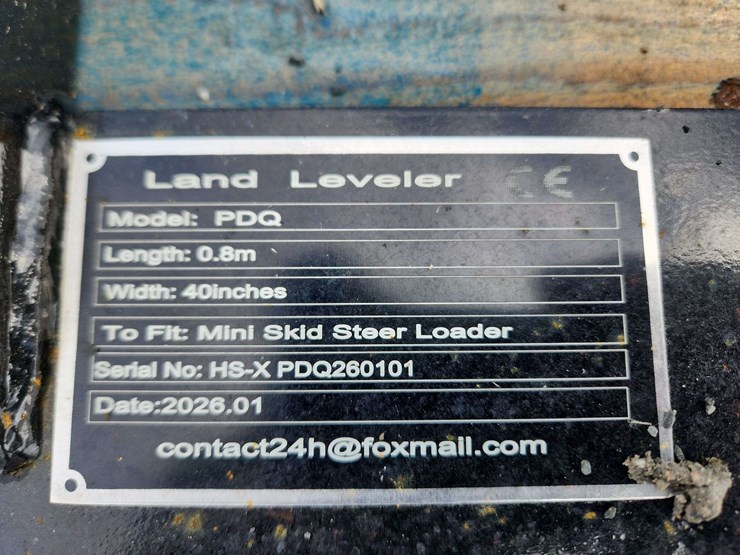 Land Leveler CE
Model: PDQ
Length: 0.8m
Width: 40inches
To Fit: Mini Skid Steer Loader
Serial No: HS-X PDQ260101
Date:2026.01
contact24h@foxmail.com